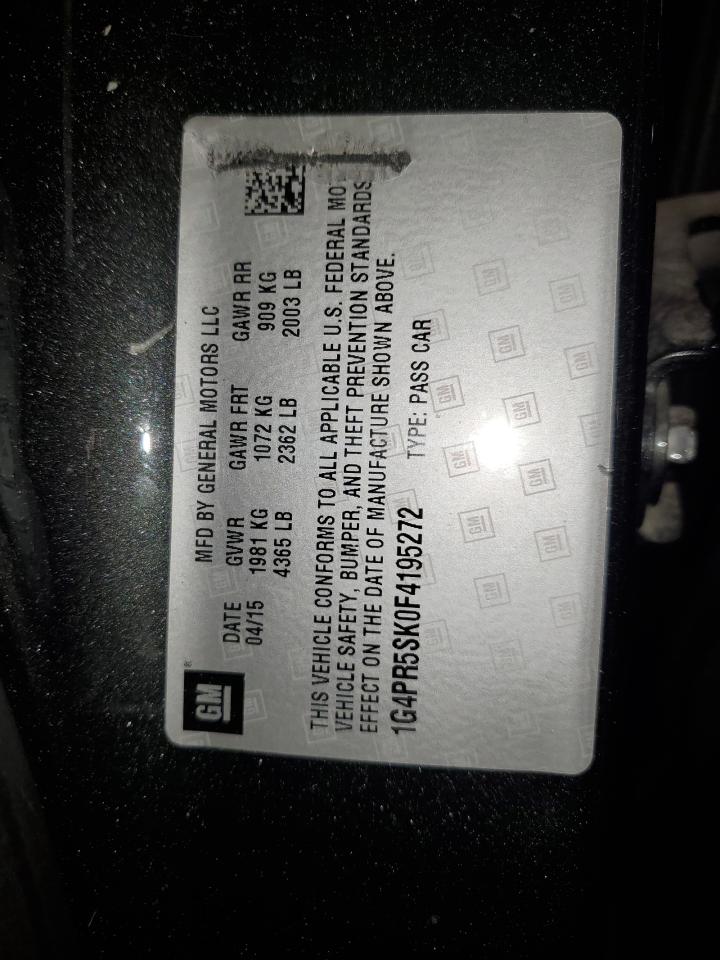 GM ®
MFD BY GENERAL MOTORS LLC
DATE GVWR GAWR FRT GAWR RR
04/15 1981 KG 1072 KG 909 KG
4365 LB 2362 LB 2003 LB
THIS VEHICLE CONFORMS TO ALL APPLICABLE U.S. FEDERAL MO
VEHICLE SAFETY, BUMPER, AND THEFT PREVENTION STANDARDS
EFFECT ON THE DATE OF MANUFACTURE SHOWN ABOVE.
1G4PR5SK0F4195272 TYPE: PASS CAR